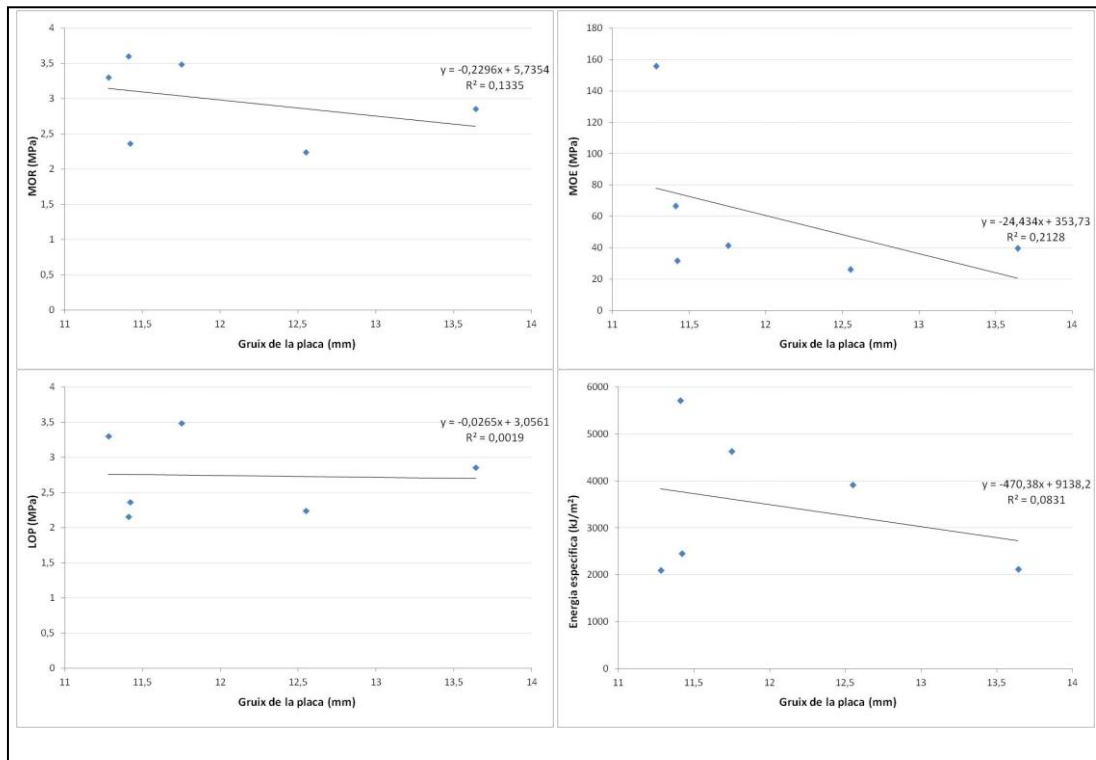 4
3,5
3
2,5
2
1,5
1
0,5
0
MOR (MPa)
y = -0,2296x + 5,7354
R² = 0,1335
11 11,5 12 12,5 13 13,5 14
Gruix de la placa (mm)
180
160
140
120
100
80
60
40
20
0
MOE (MPa)
y = -24,434x + 353,73
R² = 0,2128
11 11,5 12 12,5 13 13,5 14
Gruix de la placa (mm)
4
3,5
3
2,5
2
1,5
1
0,5
0
LOP (MPa)
y = -0,0265x + 3,0561
R² = 0,0019
11 11,5 12 12,5 13 13,5 14
Gruix de la placa (mm)
6000
5000
4000
3000
2000
1000
0
Energia específica (kJ/m²)
y = -470,38x + 9138,2
R² = 0,0831
11 11,5 12 12,5 13 13,5 14
Gruix de la placa (mm)